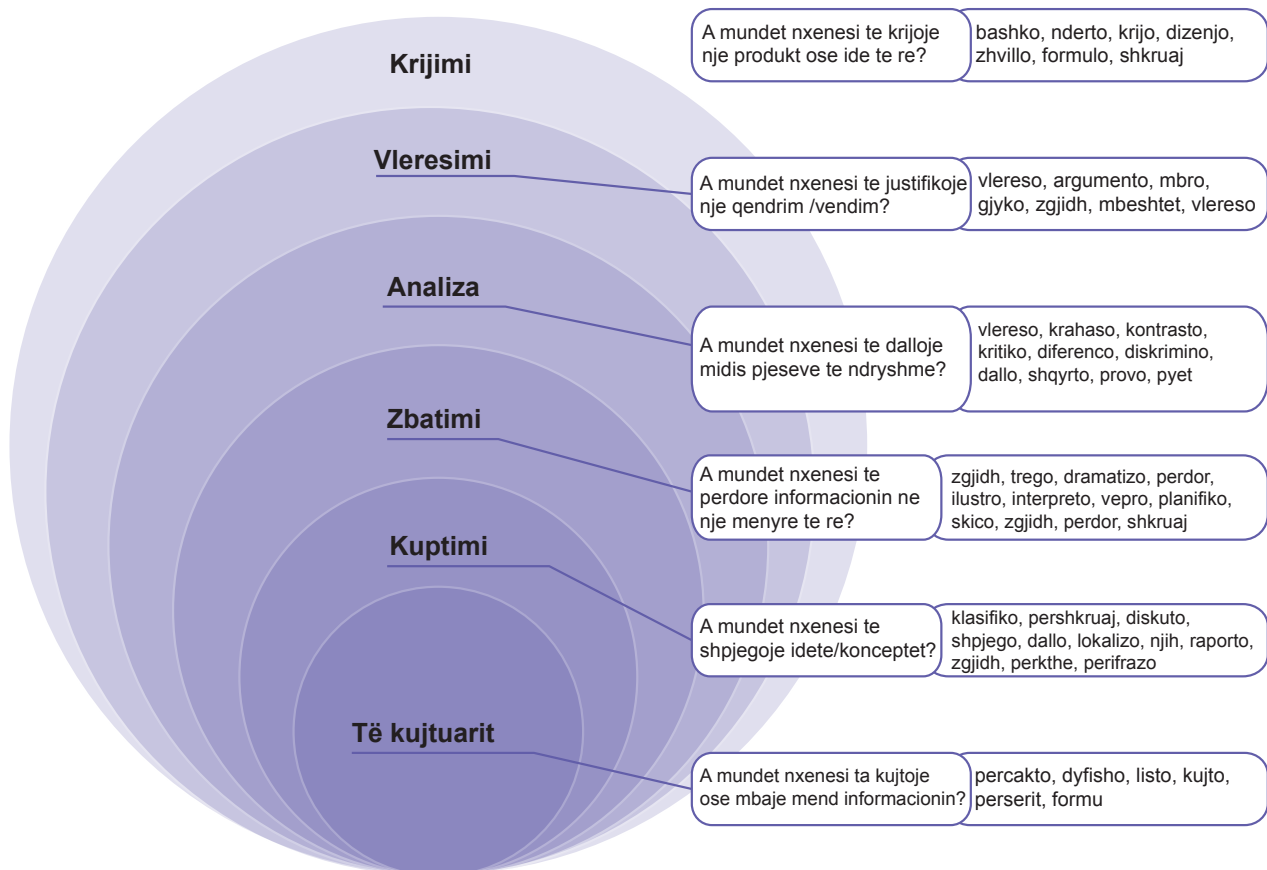 Krijimi
A mundet nxenesi te krijoje
nje produkt ose ide te re?
bashko, nderto, krijo, dizenjo,
zhvillo, formulo, shkruaj
Vleresimi
A mundet nxenesi te justifikoje
nje qendrim /vendim?
vlereso, argumento, mbro,
gjyko, zgjidh, mbeshtet, vlereso
Analiza
A mundet nxenesi te dalloje
midis pjeseve te ndryshme?
vlereso, krahaso, kontrasto,
kritiko, diferenco, diskrimino,
dallo, shqyrto, provo, pyet
Zbatimi
A mundet nxenesi te
perdore informacionin ne
nje menyre te re?
zgjidh, trego, dramatizo, perdor,
ilustro, interpreto, vepro, planifiko,
skico, zgjidh, perdor, shkruaj
Kuptimi
A mundet nxenesi te
shpjegoje idete/konceptet?
klasifiko, pershkruaj, diskuto,
shpjego, dallo, lokalizo, njih, raporto,
zgjidh, perkthe, perifrazo
Të kujtuarit
A mundet nxenesi ta kujtoje
ose mbaje mend informacionin?
percakto, dyfisho, listo, kujto,
perserit, formu